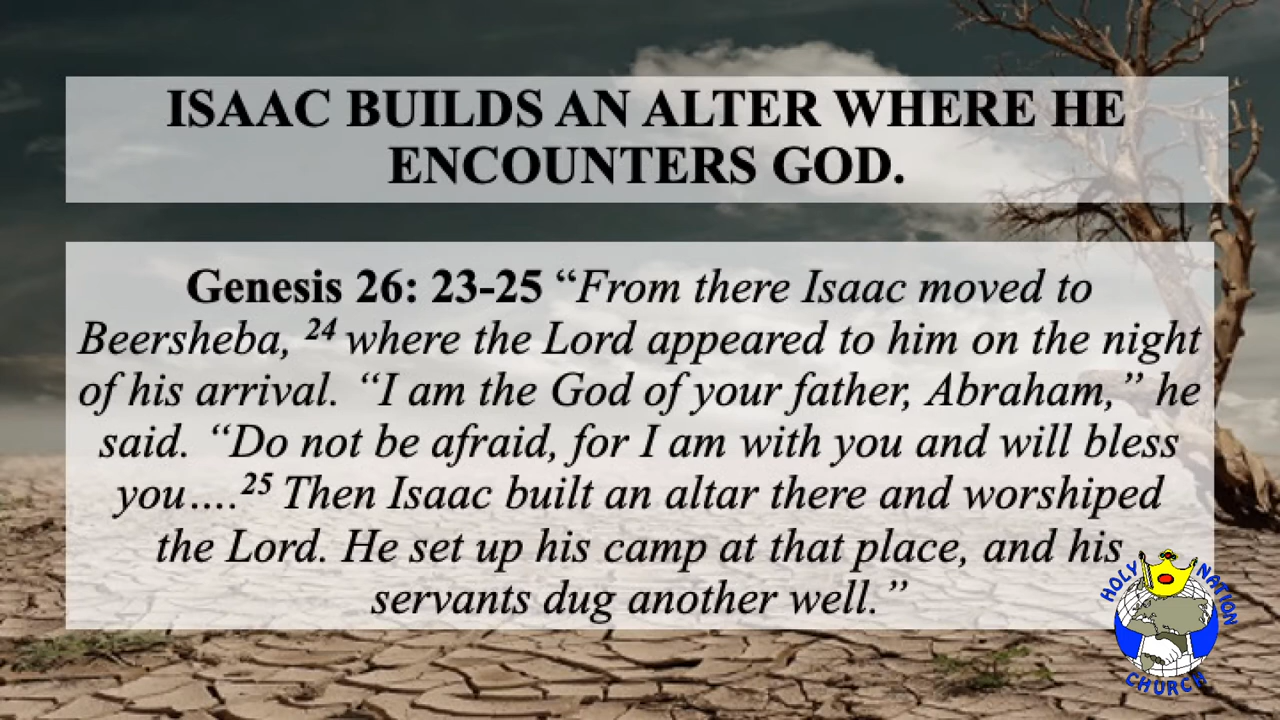 ISAAC BUILDS AN ALTER WHERE HE
ENCOUNTERS GOD.
Genesis 26: 23-25 “From there Isaac moved to
Beersheba, 24 where the Lord appeared to him on the night
of his arrival. “I am the God of your father, Abraham,” he
said. “Do not be afraid, for I am with you and will bless
you….25 Then Isaac built an altar there and worshiped
the Lord. He set up his camp at that place, and his
servants dug another well.”
HOLY NATION
CHURCH